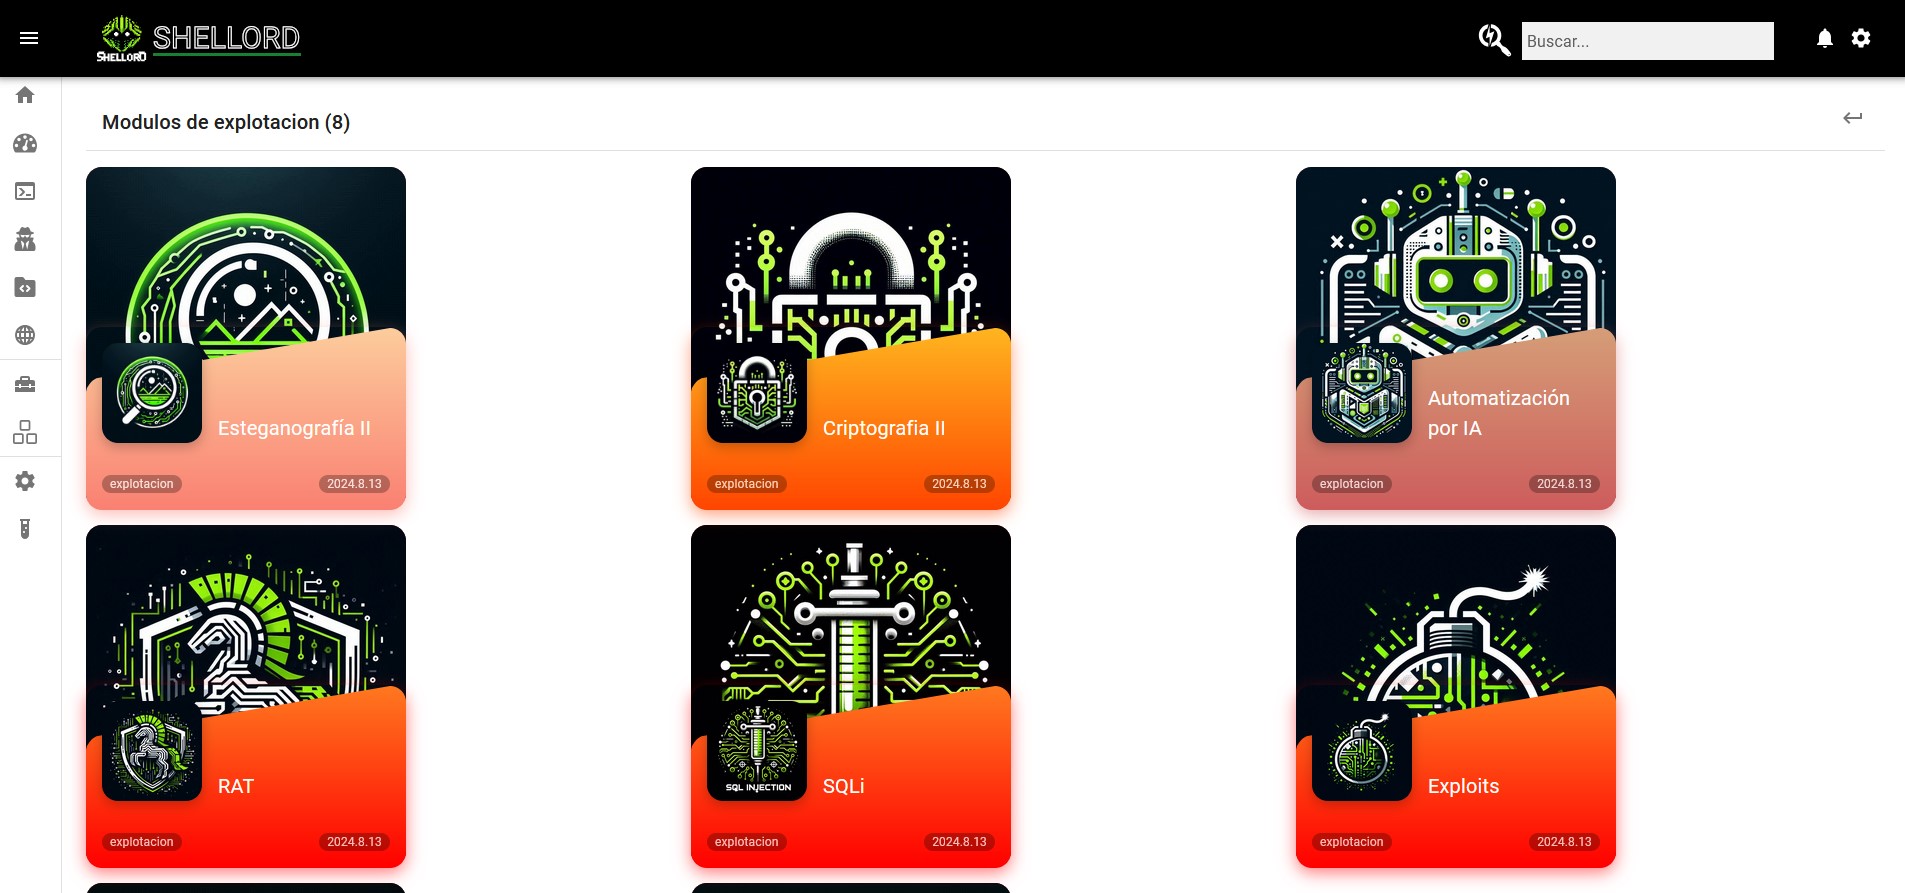 SHELLORD
SHELLORD
Buscar...
Modulos de explotacion (8)
Esteganografía II
explotacion
2024.8.13
Criptografia II
explotacion
2024.8.13
Automatización
por IA
explotacion
2024.8.13
RAT
explotacion
2024.8.13
SQL INJECTION
SQLi
explotacion
2024.8.13
Exploits
explotacion
2024.8.13